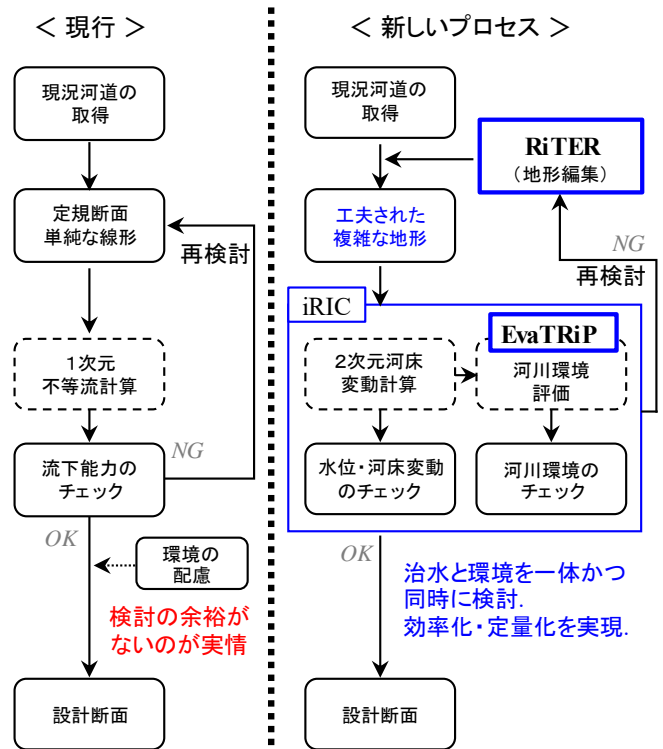 ＜ 現行 ＞
現況河道の
取得
定規断面
単純な線形
再検討
1次元
不等流計算
流下能力の
チェック
NG
OK
環境の
配慮
検討の余裕が
ないのが実情
設計断面
＜ 新しいプロセス ＞
現況河道の
取得
RiTER
（地形編集）
工夫された
複雑な地形
NG
再検討
iRIC
EvaTRiP
2次元河床
変動計算
河川環境
評価
水位・河床変動
のチェック
河川環境の
チェック
OK
治水と環境を一体かつ
同時に検討.
効率化・定量化を実現.
設計断面